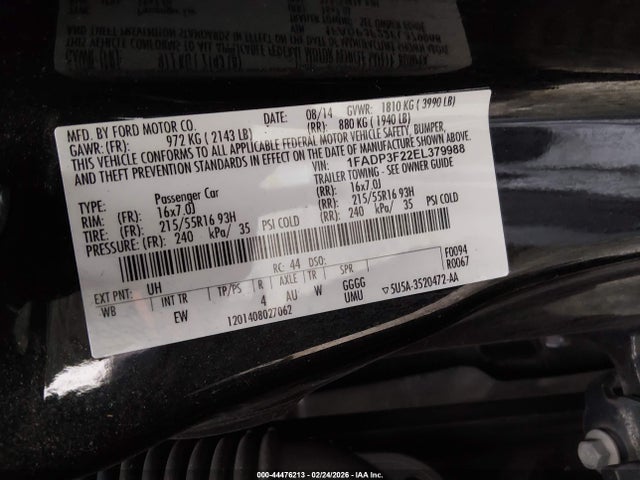 MFD. BY FORD MOTOR CO.
DATE: 08/14 GVWR: 1810 KG ( 3990 LB)
GAWR: (FR): 972 KG ( 2143 LB) (RR): 880 KG ( 1940 LB)
THIS VEHICLE CONFORMS TO ALL APPLICABLE FEDERAL MOTOR VEHICLE SAFETY, BUMPER,
AND THEFT PREVENTION STANDARDS IN EFFECT ON THE DATE OF MANUFACTURE SHOWN ABOVE.
VIN: 1FADP3F22EL379988
TYPE: Passenger Car TRAILER TOWING - SEE OWNER GUIDE
RIM: (FR): 16x7.0J (RR): 16x7.0J
TIRE: (FR): 215/55R16 93H (RR): 215/55R16 93H
PRESSURE: (FR): 240 kPa/ 35 PSI COLD (RR): 240 kPa/ 35 PSI COLD
RC: 44 DSO: F0094
EXT PNT: UH R0067
WB INT TR TP/PS R AXLE TR SPR
EW 4 AU W GGGG
UMU
5U5A-3520472-AA
1201408027062
000-44476213 - 02/24/2026 - IAA Inc.